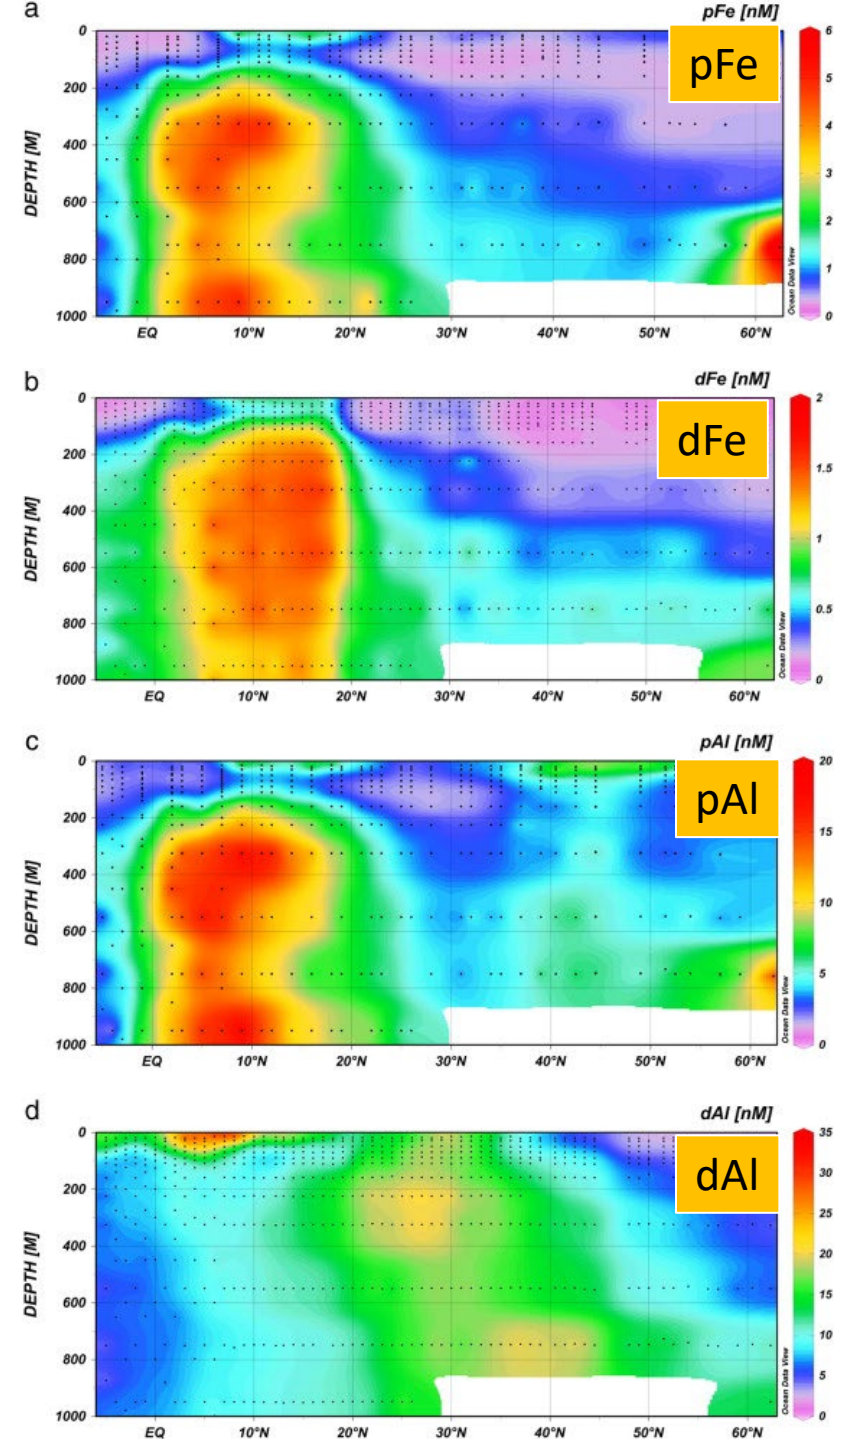 a
pFe [nM]
pFe
DEPTH [M]
0
200
400
600
800
1000
EQ 10°N 20°N 30°N 40°N 50°N 60°N
Ocean Data View
6
5
4
3
2
1
0
b
dFe [nM]
dFe
DEPTH [M]
0
200
400
600
800
1000
EQ 10°N 20°N 30°N 40°N 50°N 60°N
Ocean Data View
2
1.5
1
0.5
0
c
pAl [nM]
pAl
DEPTH [M]
0
200
400
600
800
1000
EQ 10°N 20°N 30°N 40°N 50°N 60°N
Ocean Data View
20
15
10
5
0
d
dAl [nM]
dAl
DEPTH [M]
0
200
400
600
800
1000
EQ 10°N 20°N 30°N 40°N 50°N 60°N
Ocean Data View
35
30
25
20
15
10
5
0